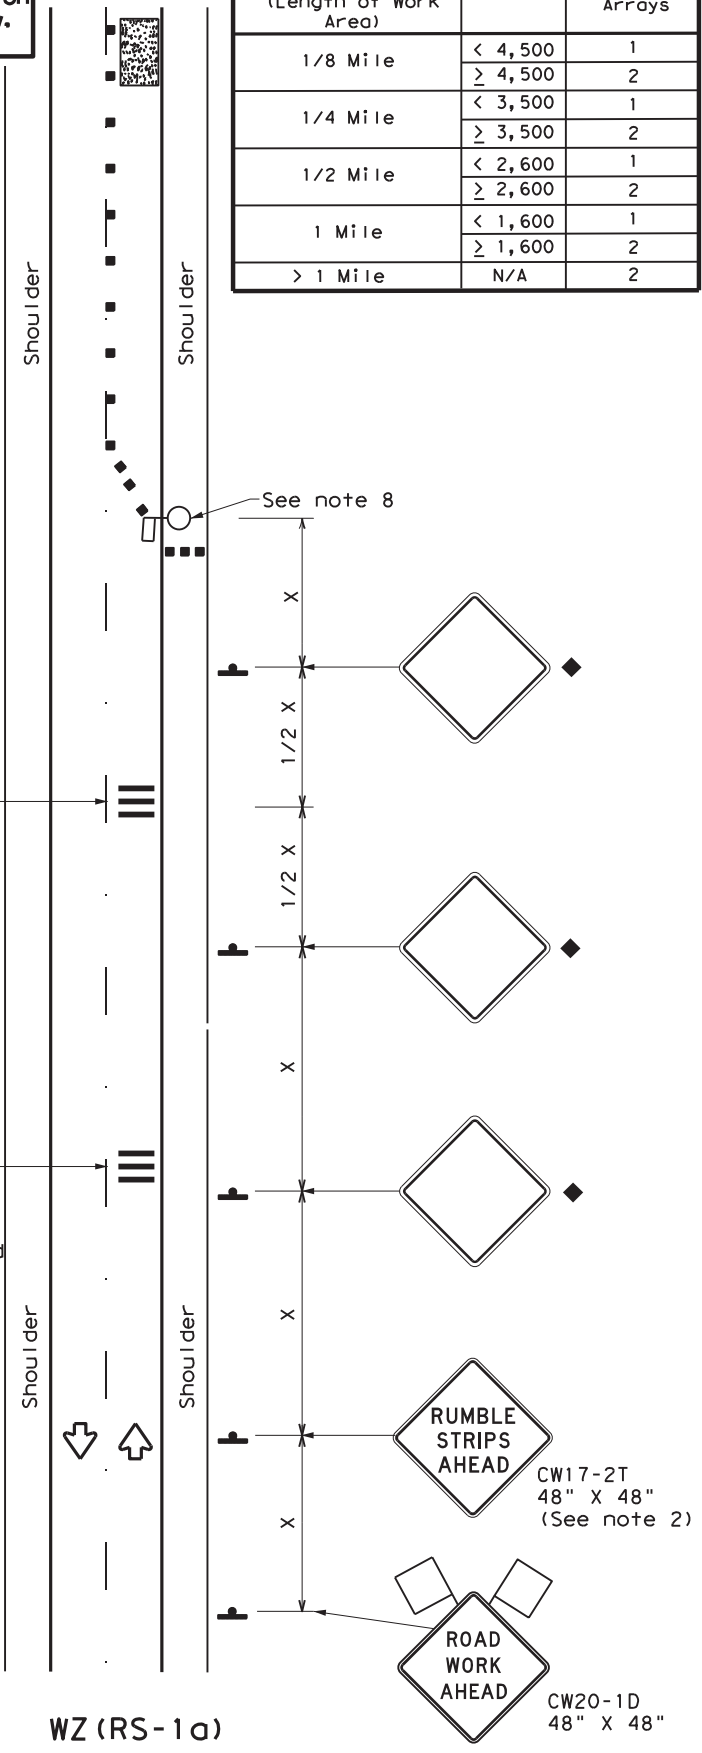 (Length of Work
Area)
Arrays
1/8 Mile
< 4,500
1
≥ 4,500
2
1/4 Mile
< 3,500
1
≥ 3,500
2
1/2 Mile
< 2,600
1
≥ 2,600
2
1 Mile
< 1,600
1
≥ 1,600
2
> 1 Mile
N/A
2
Shoulder
Shoulder
See note 8
X
1/2 X
1/2 X
X
X
Shoulder
Shoulder
RUMBLE
STRIPS
AHEAD
CW17-2T
48" X 48"
(See note 2)
X
ROAD
WORK
AHEAD
CW20-1D
48" X 48"
WZ(RS-1a)